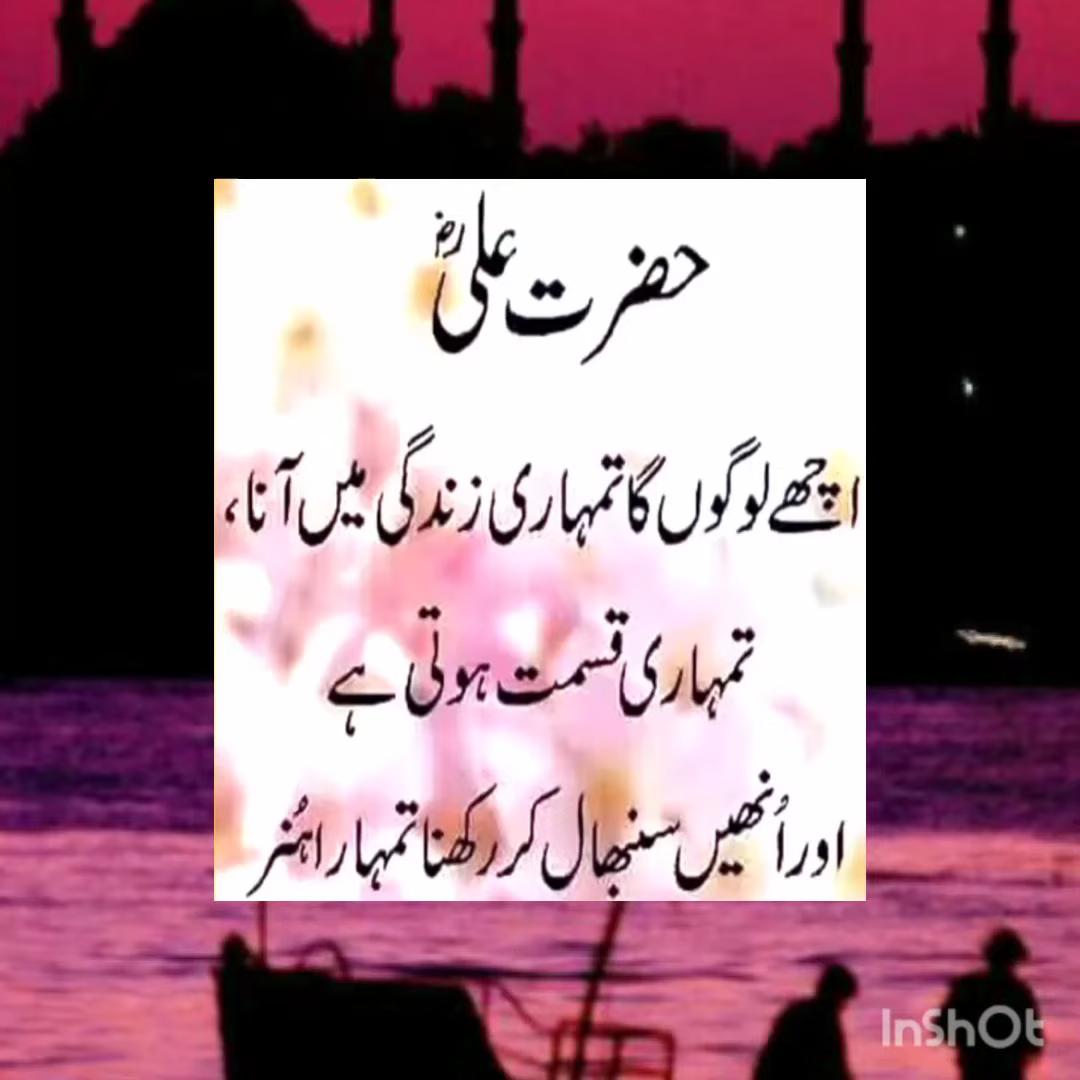 حضرت علیؓ
اچھے لوگوں گا تمہاری زندگی میں آنا،
تمہاری قسمت ہوتی ہے
اور اُنھیں سنبھال کر رکھنا تمہارا ہُنر
InShOt